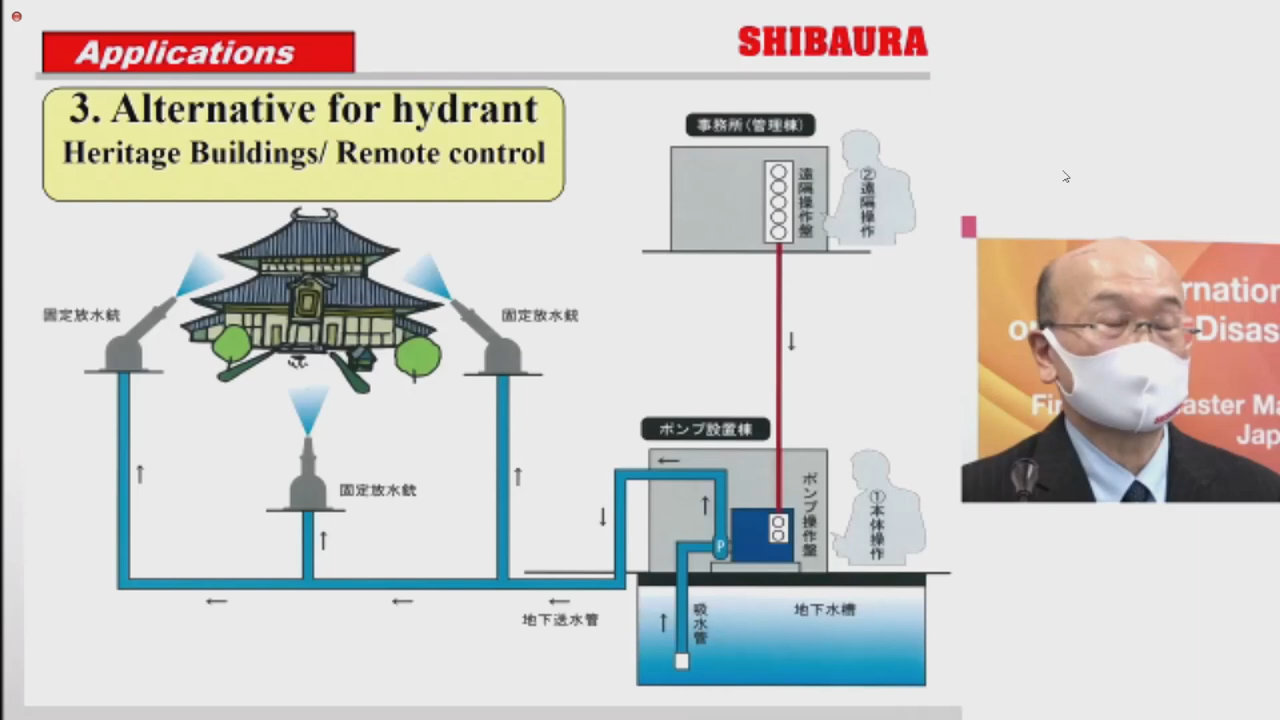 Applications
SHIBAURA
3. Alternative for hydrant
Heritage Buildings/ Remote control
事務所(管理棟)
遠隔操作盤
②遠隔操作
固定放水銃
固定放水銃
固定放水銃
ポンプ設置棟
ポンプ操作盤
①本体操作
P
地下送水管
吸水管
地下水槽